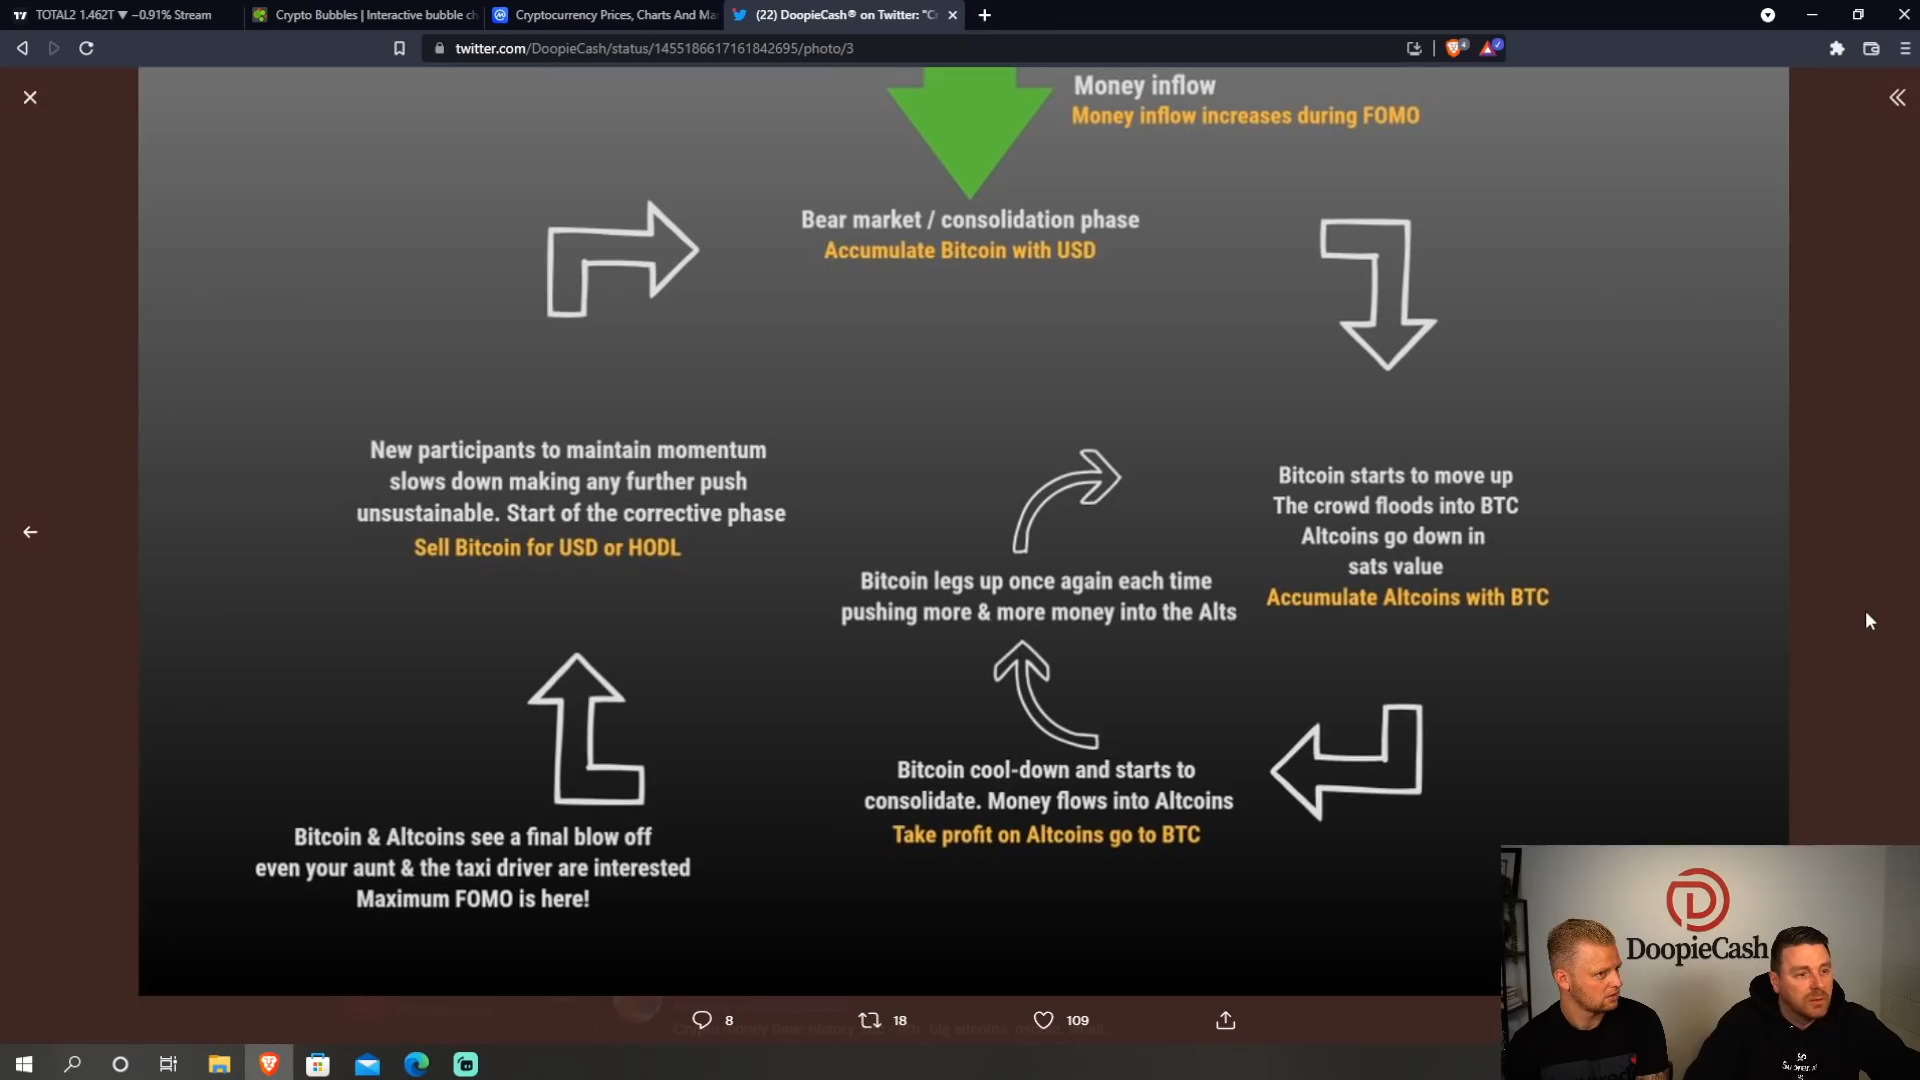 TOTAL2 1.462T ▼ −0.91% Stream
Crypto Bubbles | Interactive bubble ch
Cryptocurrency Prices, Charts And Ma
(22) DoopieCash® on Twitter: "C
twitter.com/DoopieCash/status/1455186617161842695/photo/3
4
Money inflow
Money inflow increases during FOMO
Bear market / consolidation phase
Accumulate Bitcoin with USD
New participants to maintain momentum
slows down making any further push
unsustainable. Start of the corrective phase
Sell Bitcoin for USD or HODL
Bitcoin starts to move up
The crowd floods into BTC
Altcoins go down in
sats value
Accumulate Altcoins with BTC
Bitcoin legs up once again each time
pushing more & more money into the Alts
Bitcoin cool-down and starts to
consolidate. Money flows into Altcoins
Take profit on Altcoins go to BTC
Bitcoin & Altcoins see a final blow off
even your aunt & the taxi driver are interested
Maximum FOMO is here!
DoopieCash
8
18
109